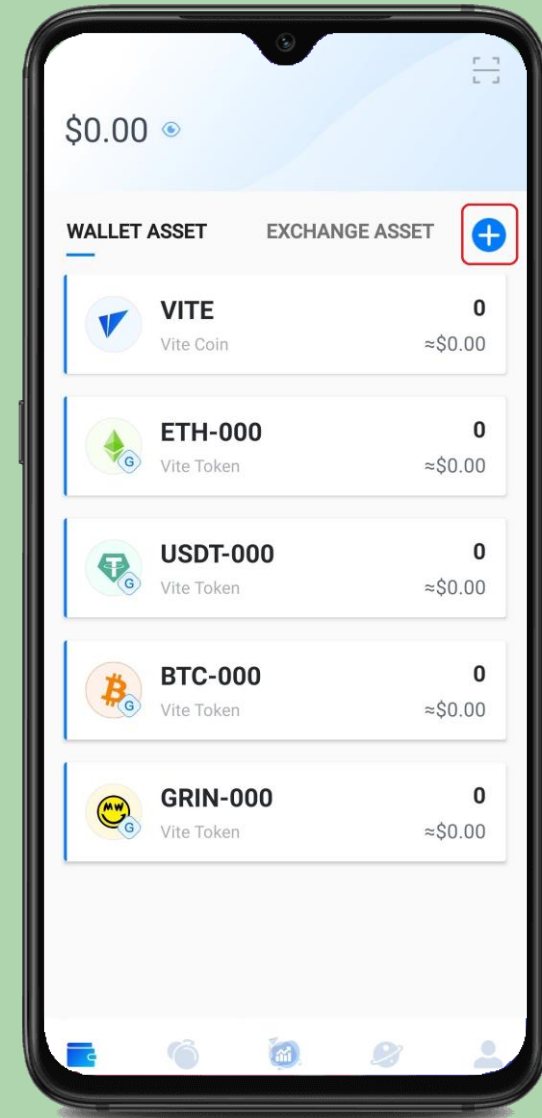 $0.00
WALLET ASSET EXCHANGE ASSET
VITE 0
Vite Coin ≈$0.00
ETH-000 0
G
Vite Token ≈$0.00
USDT-000 0
G
Vite Token ≈$0.00
BTC-000 0
G
Vite Token ≈$0.00
GRIN-000 0
MW
G
Vite Token ≈$0.00